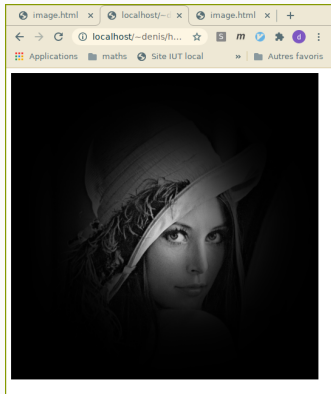 image.html × localhost/~d × image.html × +
localhost/~denis/h... S m d
Applications maths Site IUT local » Autres favoris